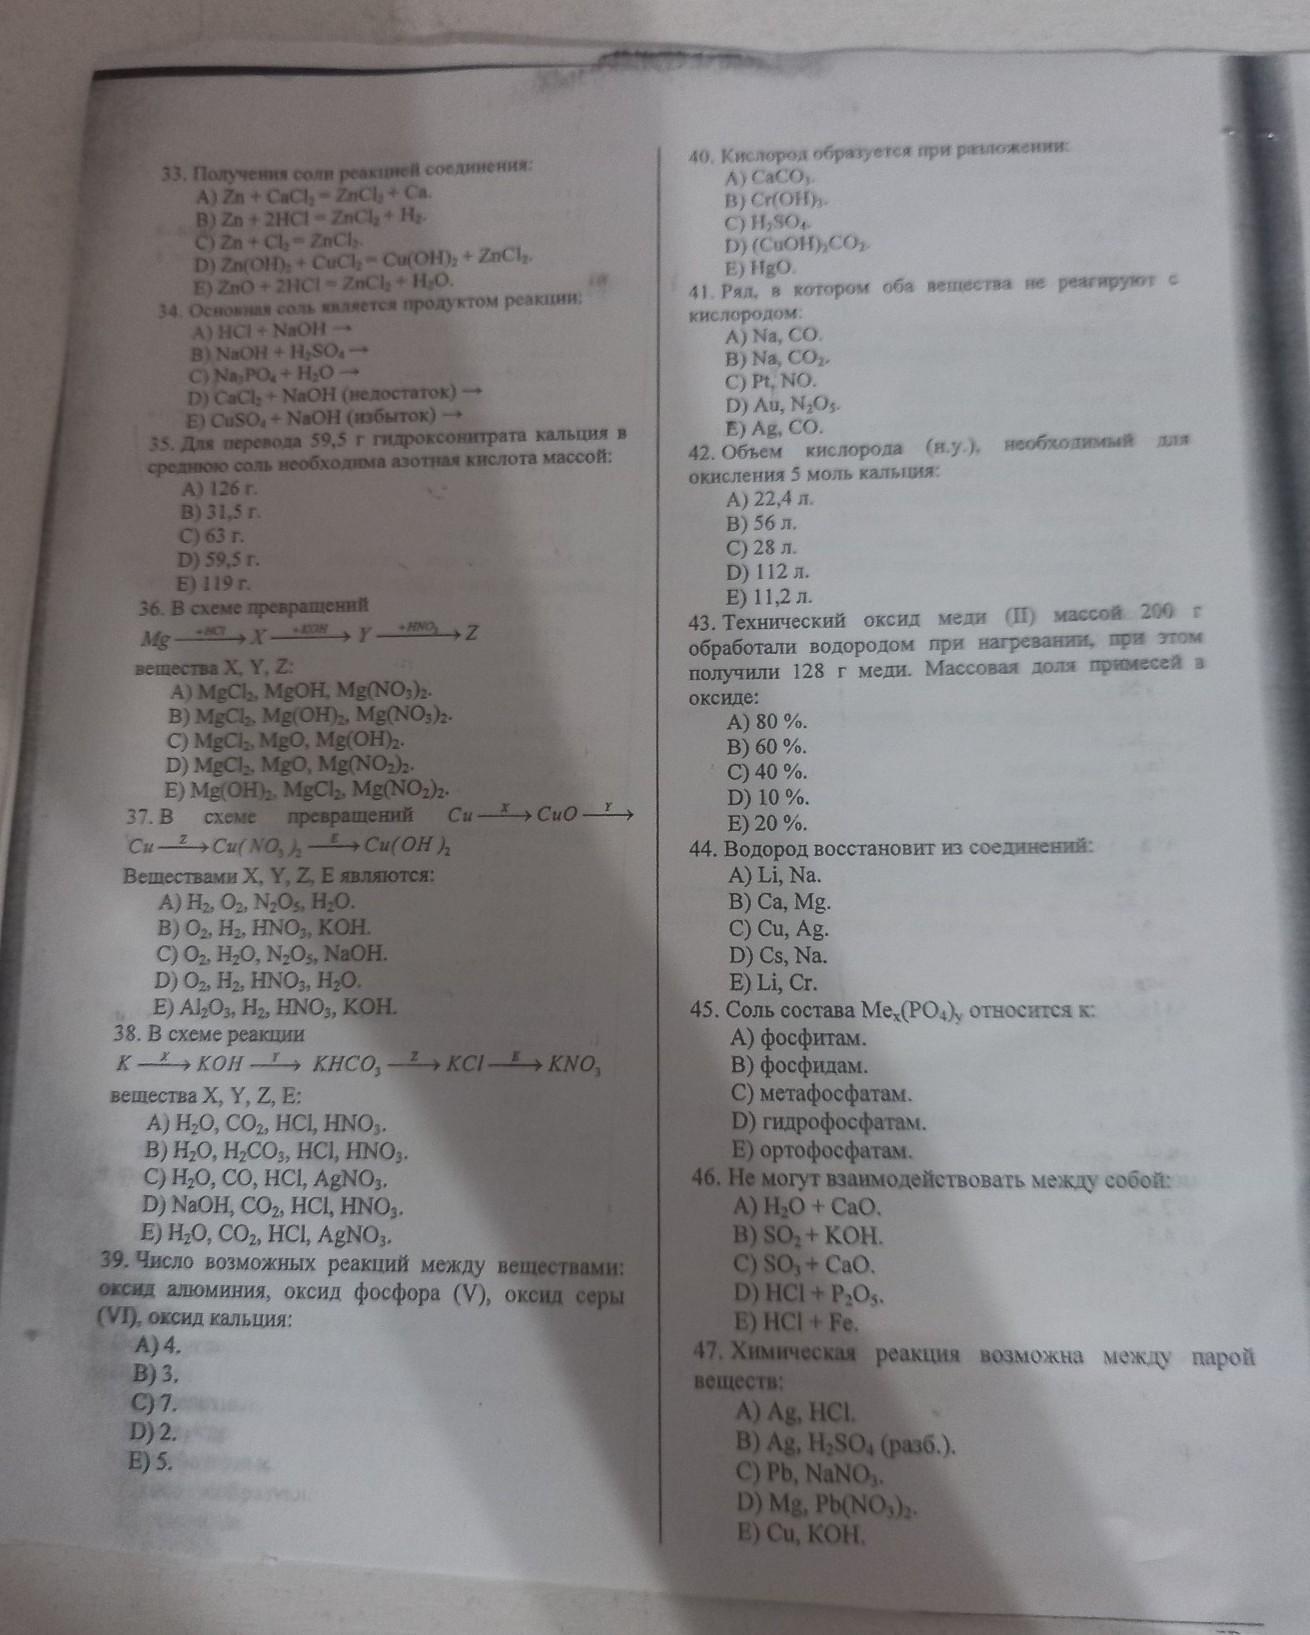 33. Получения соли реакцией соединения:
A) Zn + CaCl₂ = ZnCl₂ + Ca.
B) Zn + 2HCl = ZnCl₂ + H₂.
C) Zn + Cl₂ = ZnCl₂.
D) Zn(OH)₂ + CuCl₂ = Cu(OH)₂ + ZnCl₂.
E) ZnO + 2HCl = ZnCl₂ + H₂O.
34. Основная соль является продуктом реакции:
A) HCl + NaOH →
B) NaOH + H₂SO₄ →
C) Na₃PO₄ + H₂O →
D) CaCl₂ + NaOH (недостаток) →
E) CuSO₄ + NaOH (избыток) →
35. Для перевода 59,5 г гидроксонитрата кальция в
среднюю соль необходима азотная кислота массой:
A) 126 г.
B) 31,5 г.
C) 63 г.
D) 59,5 г.
E) 119 г.
36. В схеме превращений
Mg —+HCl→ X —+KOH→ Y —+HNO₃→ Z
вещества X, Y, Z:
A) MgCl₂, MgOH, Mg(NO₃)₂.
B) MgCl₂, Mg(OH)₂, Mg(NO₃)₂.
C) MgCl₂, MgO, Mg(OH)₂.
D) MgCl₂, MgO, Mg(NO₂)₂.
E) Mg(OH)₂, MgCl₂, Mg(NO₂)₂.
37. В схеме превращений Cu —X→ CuO —Y→
Cu —Z→ Cu(NO₃)₂ —E→ Cu(OH)₂
Веществами X, Y, Z, E являются:
A) H₂, O₂, N₂O₅, H₂O.
B) O₂, H₂, HNO₃, KOH.
C) O₂, H₂O, N₂O₅, NaOH.
D) O₂, H₂, HNO₃, H₂O.
E) Al₂O₃, H₂, HNO₃, KOH.
38. В схеме реакции
K —X→ KOH —Y→ KHCO₃ —Z→ KCl —E→ KNO₃
вещества X, Y, Z, E:
A) H₂O, CO₂, HCl, HNO₃.
B) H₂O, H₂CO₃, HCl, HNO₃.
C) H₂O, CO, HCl, AgNO₃.
D) NaOH, CO₂, HCl, HNO₃.
E) H₂O, CO₂, HCl, AgNO₃.
39. Число возможных реакций между веществами:
оксид алюминия, оксид фосфора (V), оксид серы
(VI), оксид кальция:
A) 4.
B) 3.
C) 7.
D) 2.
E) 5.
40. Кислород образуется при разложении:
A) CaCO₃.
B) Cr(OH)₃.
C) H₂SO₄.
D) (CuOH)₂CO₃.
E) HgO.
41. Ряд, в котором оба вещества не реагируют с
кислородом:
A) Na, CO.
B) Na, CO₂.
C) Pt, NO.
D) Au, N₂O₅.
E) Ag, CO.
42. Объем кислорода (н.у.), необходимый для
окисления 5 моль кальция:
A) 22,4 л.
B) 56 л.
C) 28 л.
D) 112 л.
E) 11,2 л.
43. Технический оксид меди (II) массой 200 г
обработали водородом при нагревании, при этом
получили 128 г меди. Массовая доля примесей в
оксиде:
A) 80 %.
B) 60 %.
C) 40 %.
D) 10 %.
E) 20 %.
44. Водород восстановит из соединений:
A) Li, Na.
B) Ca, Mg.
C) Cu, Ag.
D) Cs, Na.
E) Li, Cr.
45. Соль состава Meₓ(PO₄)ᵧ относится к:
A) фосфитам.
B) фосфидам.
C) метафосфатам.
D) гидрофосфатам.
E) ортофосфатам.
46. Не могут взаимодействовать между собой:
A) H₂O + CaO.
B) SO₂ + KOH.
C) SO₃ + CaO.
D) HCl + P₂O₅.
E) HCl + Fe.
47. Химическая реакция возможна между парой
веществ:
A) Ag, HCl.
B) Ag, H₂SO₄ (разб.).
C) Pb, NaNO₃.
D) Mg, Pb(NO₃)₂.
E) Cu, KOH.